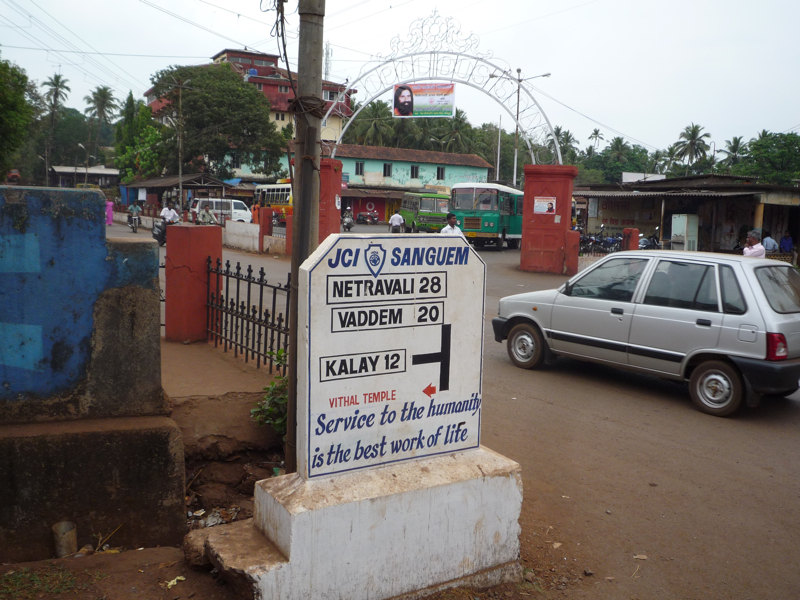 JCI SANGUEM
NETRAVALI 28
VADDEM 20
KALAY 12
VITHAL TEMPLE
Service to the humanity
is the best work of life